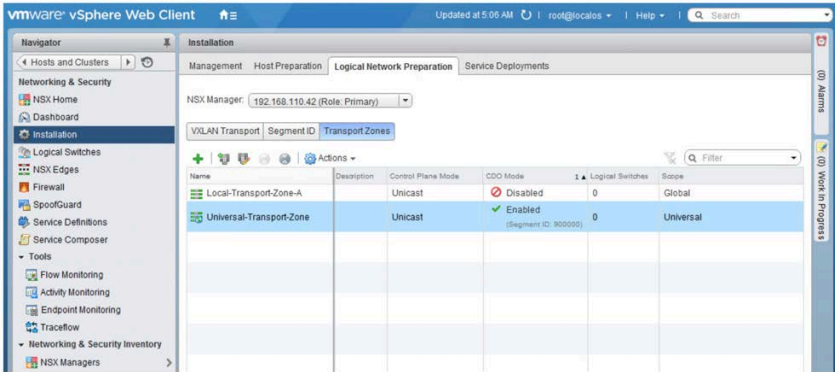 vmware® vSphere Web Client
Updated at 5:06 AM
root@localos
Help
Search
Navigator
Installation
Hosts and Clusters
Management
Host Preparation
Logical Network Preparation
Service Deployments
Networking & Security
NSX Home
Dashboard
Installation
Logical Switches
NSX Edges
Firewall
SpoofGuard
Service Definitions
Service Composer
Tools
Flow Monitoring
Activity Monitoring
Endpoint Monitoring
Traceflow
Networking & Security Inventory
NSX Managers
NSX Manager: 192.168.110.42 (Role: Primary)
VXLAN Transport
Segment ID
Transport Zones
Actions
Filter
Name Description Control Plane Mode CDO Mode 1 Logical Switches Scope
Local-Transport-Zone-A Unicast Disabled 0 Global
Universal-Transport-Zone Unicast Enabled 0 Universal
(Segment ID: 900000)
(0) Alarms
(0) Work In Progress